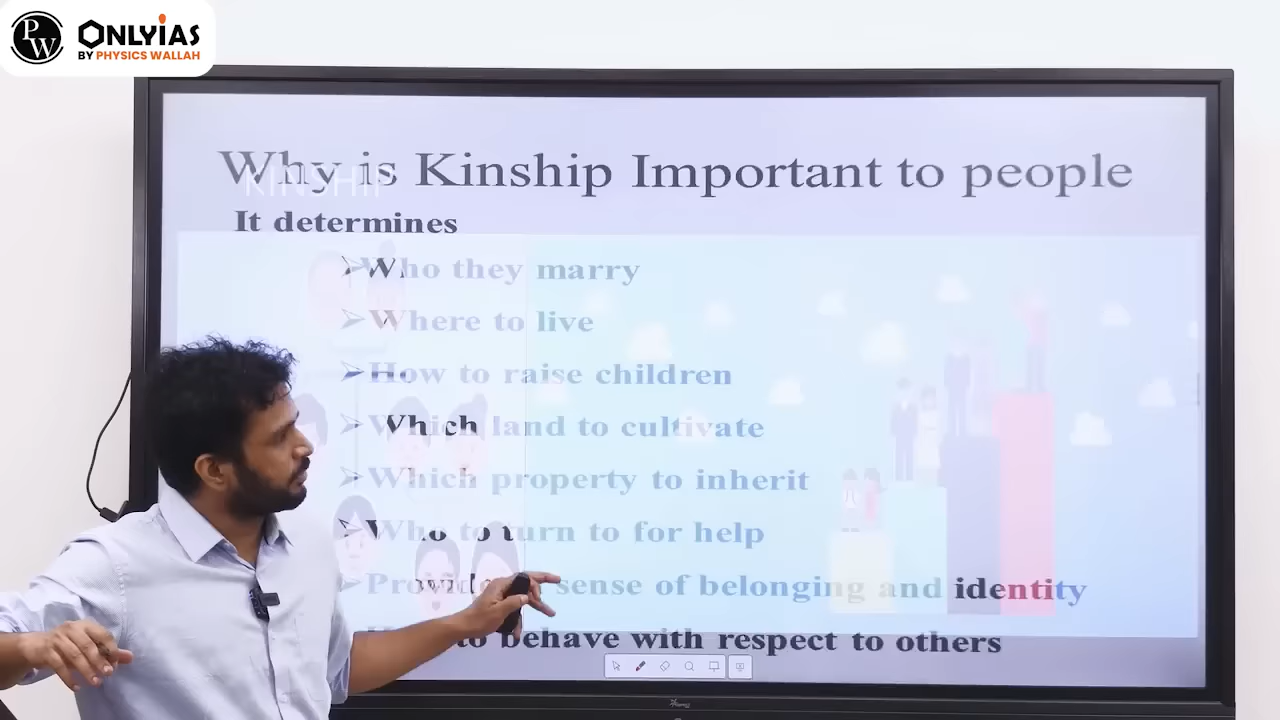 PW
ONLYIAS
BY PHYSICS WALLAH
Why is Kinship Important to people
KINSHIP
It determines
➢Who they marry
➢Where to live
➢How to raise children
➢Which land to cultivate
➢Which property to inherit
➢Who to turn to for help
➢sense of belonging and identity
to behave with respect to others